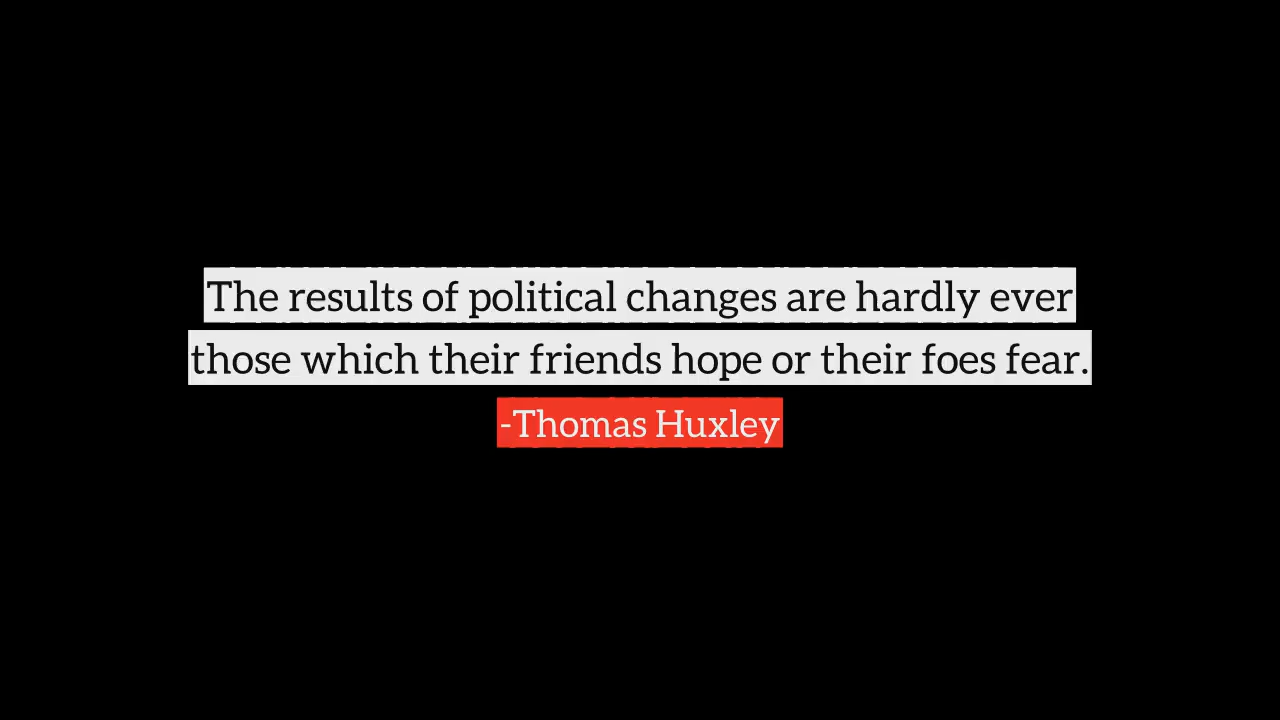 The results of political changes are hardly ever
those which their friends hope or their foes fear.
-Thomas Huxley